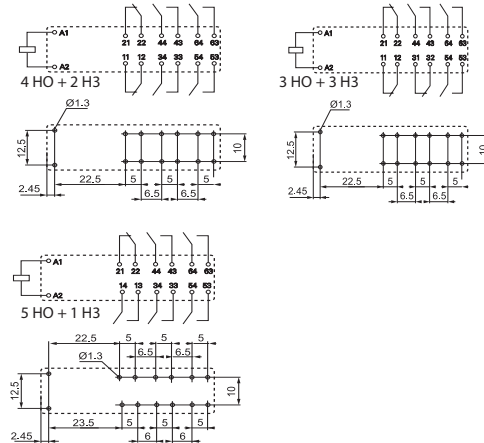 A1 21 22 44 43 64 63
A2 11 12 34 33 54 53
4 HO + 2 H3
Ø1.3
12,5
10
22.5 5 5 5
2.45 6.5 6.5
A1 21 22 44 43 64 63
A2 11 12 31 32 54 53
3 HO + 3 H3
Ø1.3
12,5
10
22.5 5 5 5
2.45 6.5 6.5
A1 21 22 44 43 64 63
A2 14 13 34 33 54 53
5 HO + 1 H3
22.5 5 5 5
Ø1.3 6.5 6.5
12,5
10
23.5 5 5 5
2.45 6 6